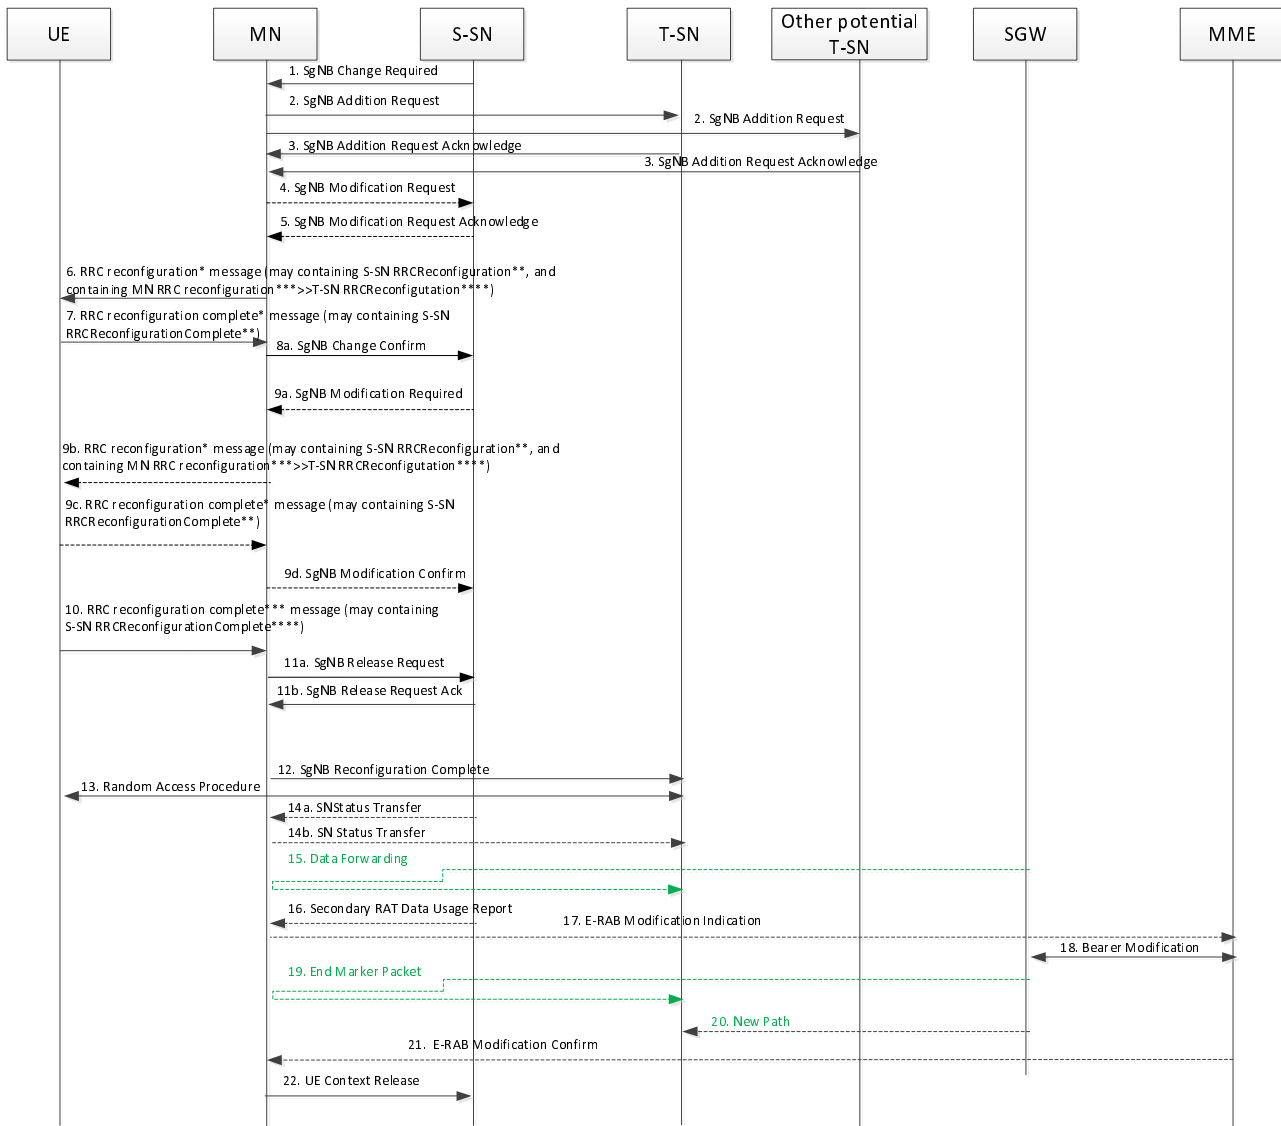 UE
MN
S-SN
T-SN
Other potential
T-SN
SGW
MME
1. SgNB Change Required
2. SgNB Addition Request
2. SgNB Addition Request
3. SgNB Addition Request Acknowledge
3. SgNB Addition Request Acknowledge
4. SgNB Modification Request
5. SgNB Modification Request Acknowledge
6. RRC reconfiguration* message (may containing S-SN RRCReconfiguration**, and
containing MN RRC reconfiguration***>>T-SN RRCReconfigutation****)
7. RRC reconfiguration complete* message (may containing S-SN
RRCReconfigurationComplete**)
8a. SgNB Change Confirm
9a. SgNB Modification Required
9b. RRC reconfiguration* message (may containing S-SN RRCReconfiguration**, and
containing MN RRC reconfiguration***>>T-SN RRCReconfigutation****)
9c. RRC reconfiguration complete* message (may containing S-SN
RRCReconfigurationComplete**)
9d. SgNB Modification Confirm
10. RRC reconfiguration complete*** message (may containing
S-SN RRCReconfigurationComplete****)
11a. SgNB Release Request
11b. SgNB Release Request Ack
12. SgNB Reconfiguration Complete
13. Random Access Procedure
14a. SNStatus Transfer
14b. SN Status Transfer
15. Data Forwarding
16. Secondary RAT Data Usage Report
17. E-RAB Modification Indication
18. Bearer Modification
19. End Marker Packet
20. New Path
21. E-RAB Modification Confirm
22. UE Context Release